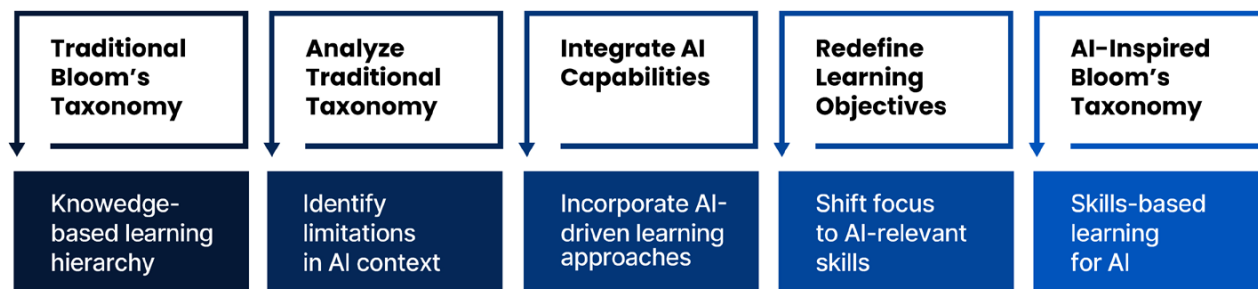 Traditional
Bloom's
Taxonomy
Knowedge-
based learning
hierarchy
Analyze
Traditional
Taxonomy
Identify
limitations
in AI context
Integrate AI
Capabilities
Incorporate AI-
driven learning
approaches
Redefine
Learning
Objectives
Shift focus
to AI-relevant
skills
AI-Inspired
Bloom's
Taxonomy
Skills-based
learning
for AI